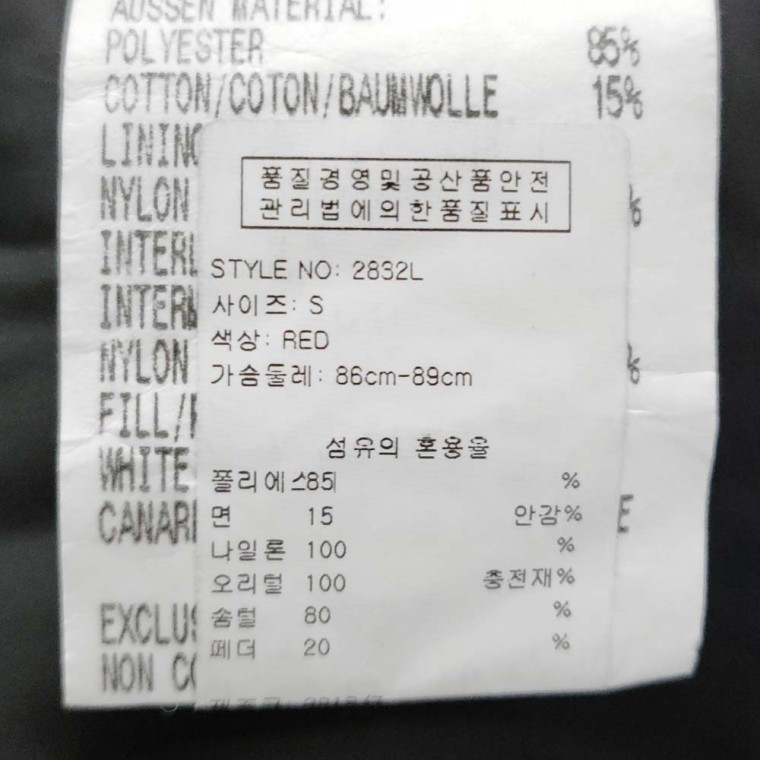 AUSSEN MATERIAL:
POLYESTER 85%
COTTON/COTON/BAUMWOLLE 15%
NYLON
NYLON
WHITE
품질경영및공산품안전
관리법에의한품질표시
STYLE NO: 2832L
사이즈: S
색상: RED
가슴둘레: 86cm-89cm
섬유의 혼용율
폴리에스85 %
면 15 안감%
나일론 100 %
오리털 100 충전재%
솜털 80 %
페더 20 %
NON